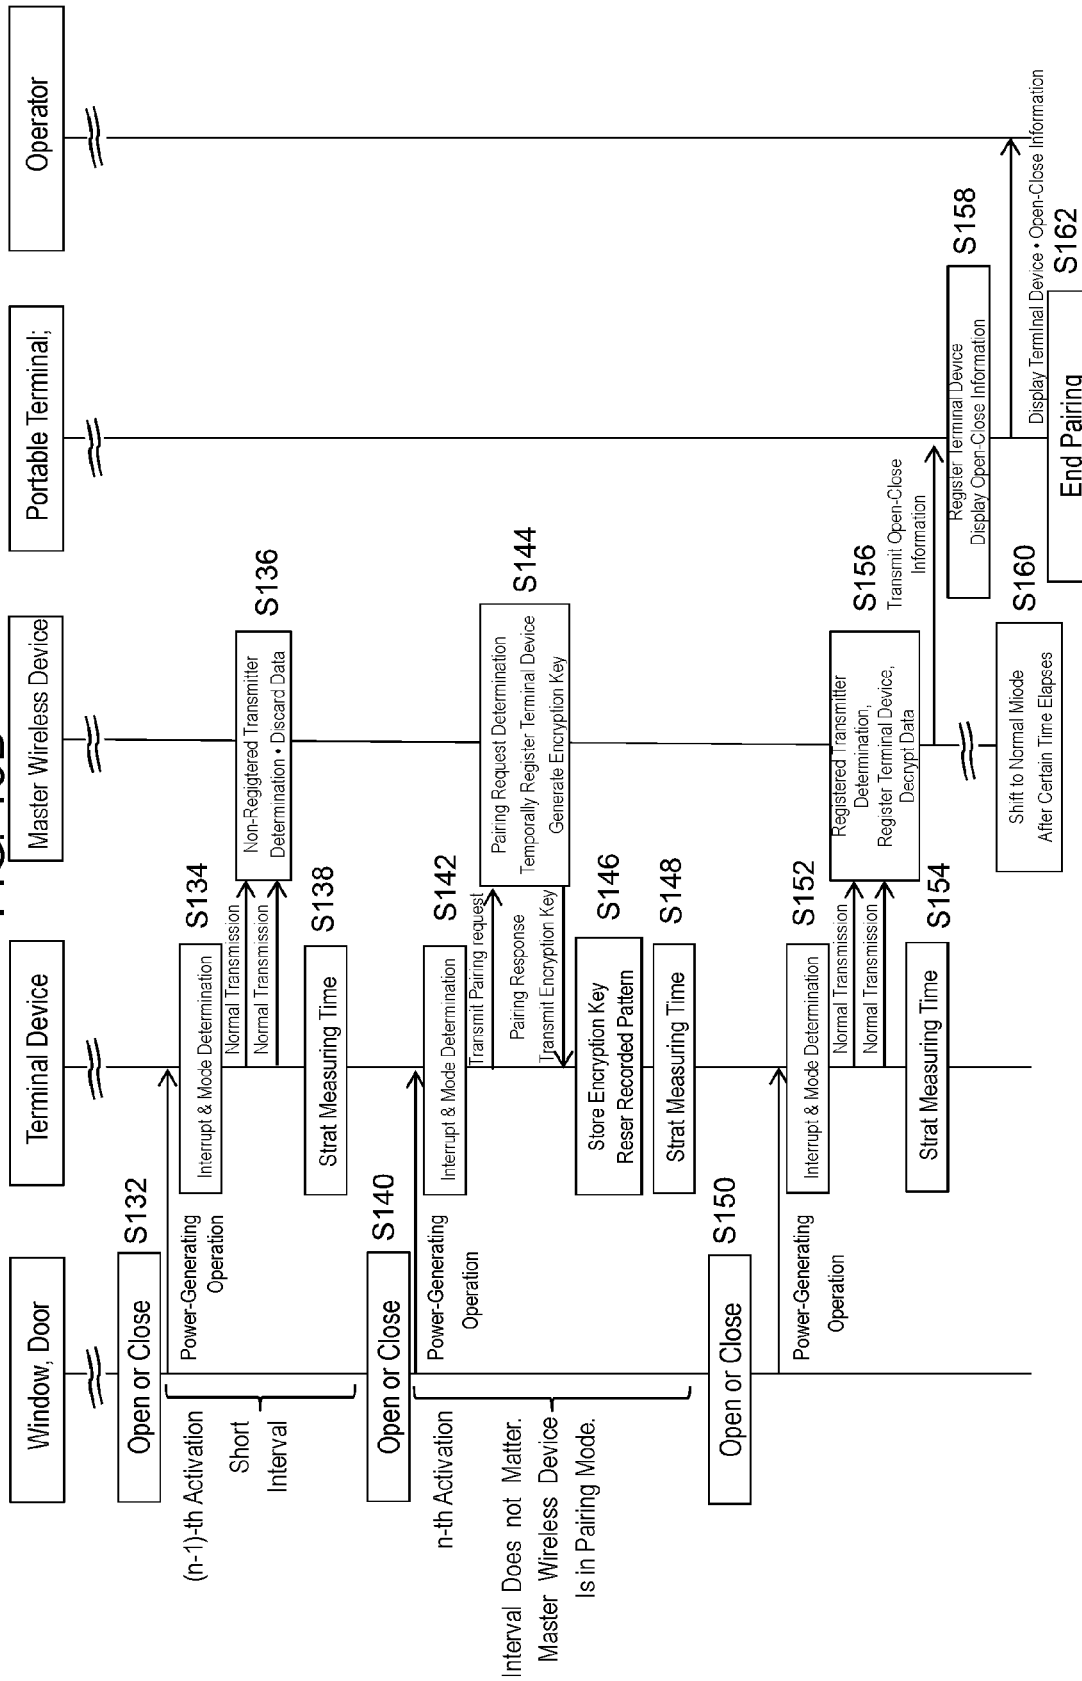 Window, Door
Terminal Device
Master Wireless Device
Portable Terminal;
Operator
Open or Close
S132
(n-1)-th Activation
Short
Interval
Power-Generating
Operation
Interrupt & Mode Determination
S134
Normal Transmission
Normal Transmission
Non-Regigtered Transmitter
Determination • Discard Data
S136
Strat Measuring Time
S138
Open or Close
S140
n-th Activation
Interval Does not Matter.
Master Wireless Device
Is in Pairing Mode.
Power-Generating
Operation
Interrupt & Mode Determination
S142
Transmit Pairing request
Pairing Request Determination
Temporally Register Terminal Device
Generate Encryption Key
S144
Pairing Response
Transmit Encryption Key
Store Encryption Key
Reser Recorded Pattern
S146
Strat Measuring Time
S148
Open or Close
S150
Power-Generating
Operation
Interrupt & Mode Determination
S152
Normal Transmission
Normal Transmission
Registered Transmitter
Determination,
Register Terminal Device,
Decrypt Data
S156
Strat Measuring Time
S154
Transmit Open-Close
Information
Register Terminal Device
Display Open-Close Information
S158
Shift to Normal Miode
After Certain Time Elapses
S160
Display TermInal Device • Open-Close Information
End Pairing
S162